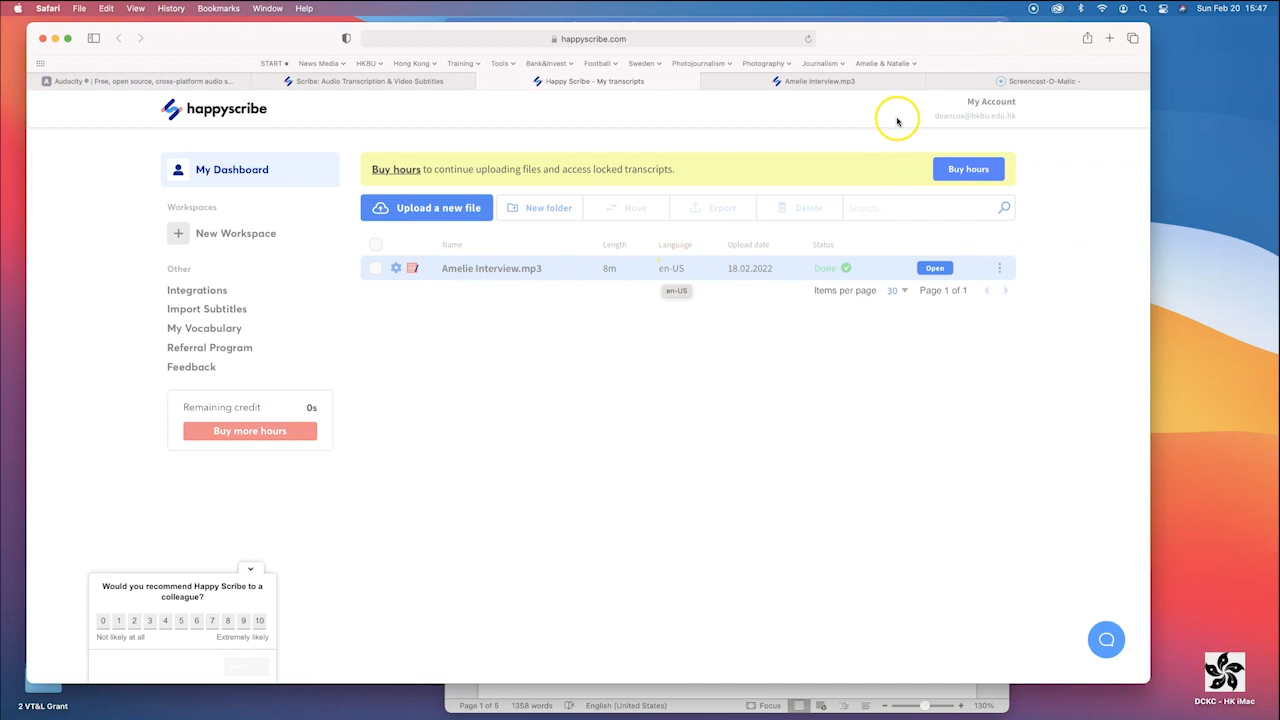 Safari File Edit View History Bookmarks Window Help Sun Feb 20 15:47
happyscribe.com
START News Media HKBU Hong Kong Training Tools Bank&Invest Football Sweden Photojournalism Photography Journalism Amelie & Natalie
Audacity ® | Free, open source, cross-platform audio s... Scribe: Audio Transcription & Video Subtitles Happy Scribe - My transcripts Amelie Interview.mp3 Screencast-O-Matic -
happyscribe
My Account
deancox@hkbu.edu.hk
My Dashboard
Buy hours to continue uploading files and access locked transcripts. Buy hours
Workspaces
Upload a new file New folder Move Export Delete Search
New Workspace
Name Length Language Upload date Status
Other
Amelie Interview.mp3 8m en-US 18.02.2022 Done Open
Integrations
en-US
Items per page 30 Page 1 of 1
Import Subtitles
My Vocabulary
Referral Program
Feedback
Remaining credit 0s
Buy more hours
Would you recommend Happy Scribe to a
colleague?
0 1 2 3 4 5 6 7 8 9 10
Not likely at all Extremely likely
2 VT&L Grant
DCKC - HK iMac
Page 1 of 5 1358 words English (United States) Focus 130%